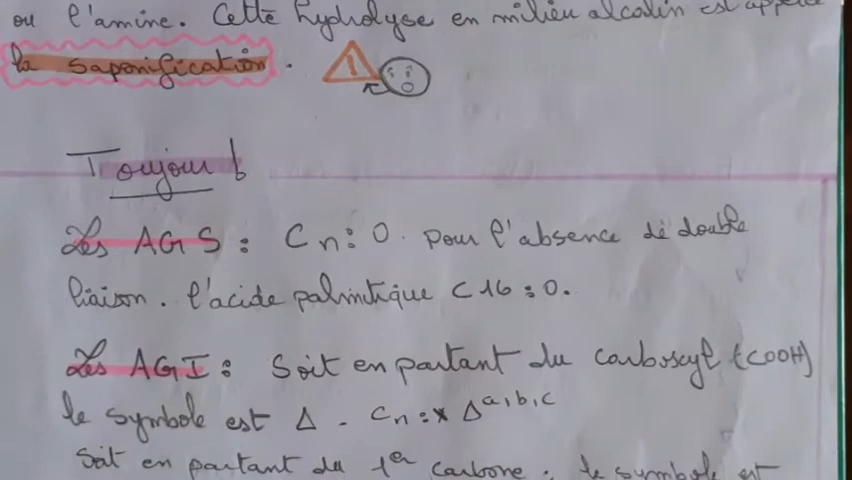 ou l'amine. Cette hydrolyse en milieu alcalin est appelée
la saponification.
Toujour !
Les AGS : Cn:0. pour l'absence de double
liaison. l'acide palmitique C16:0.
Les AGI : Soit en partant du carboxyl (COOH)
le symbole est Δ - Cn:x Δᵃ'ᵇ'ᶜ
Soit en partant du 1er carbone : le symbole est